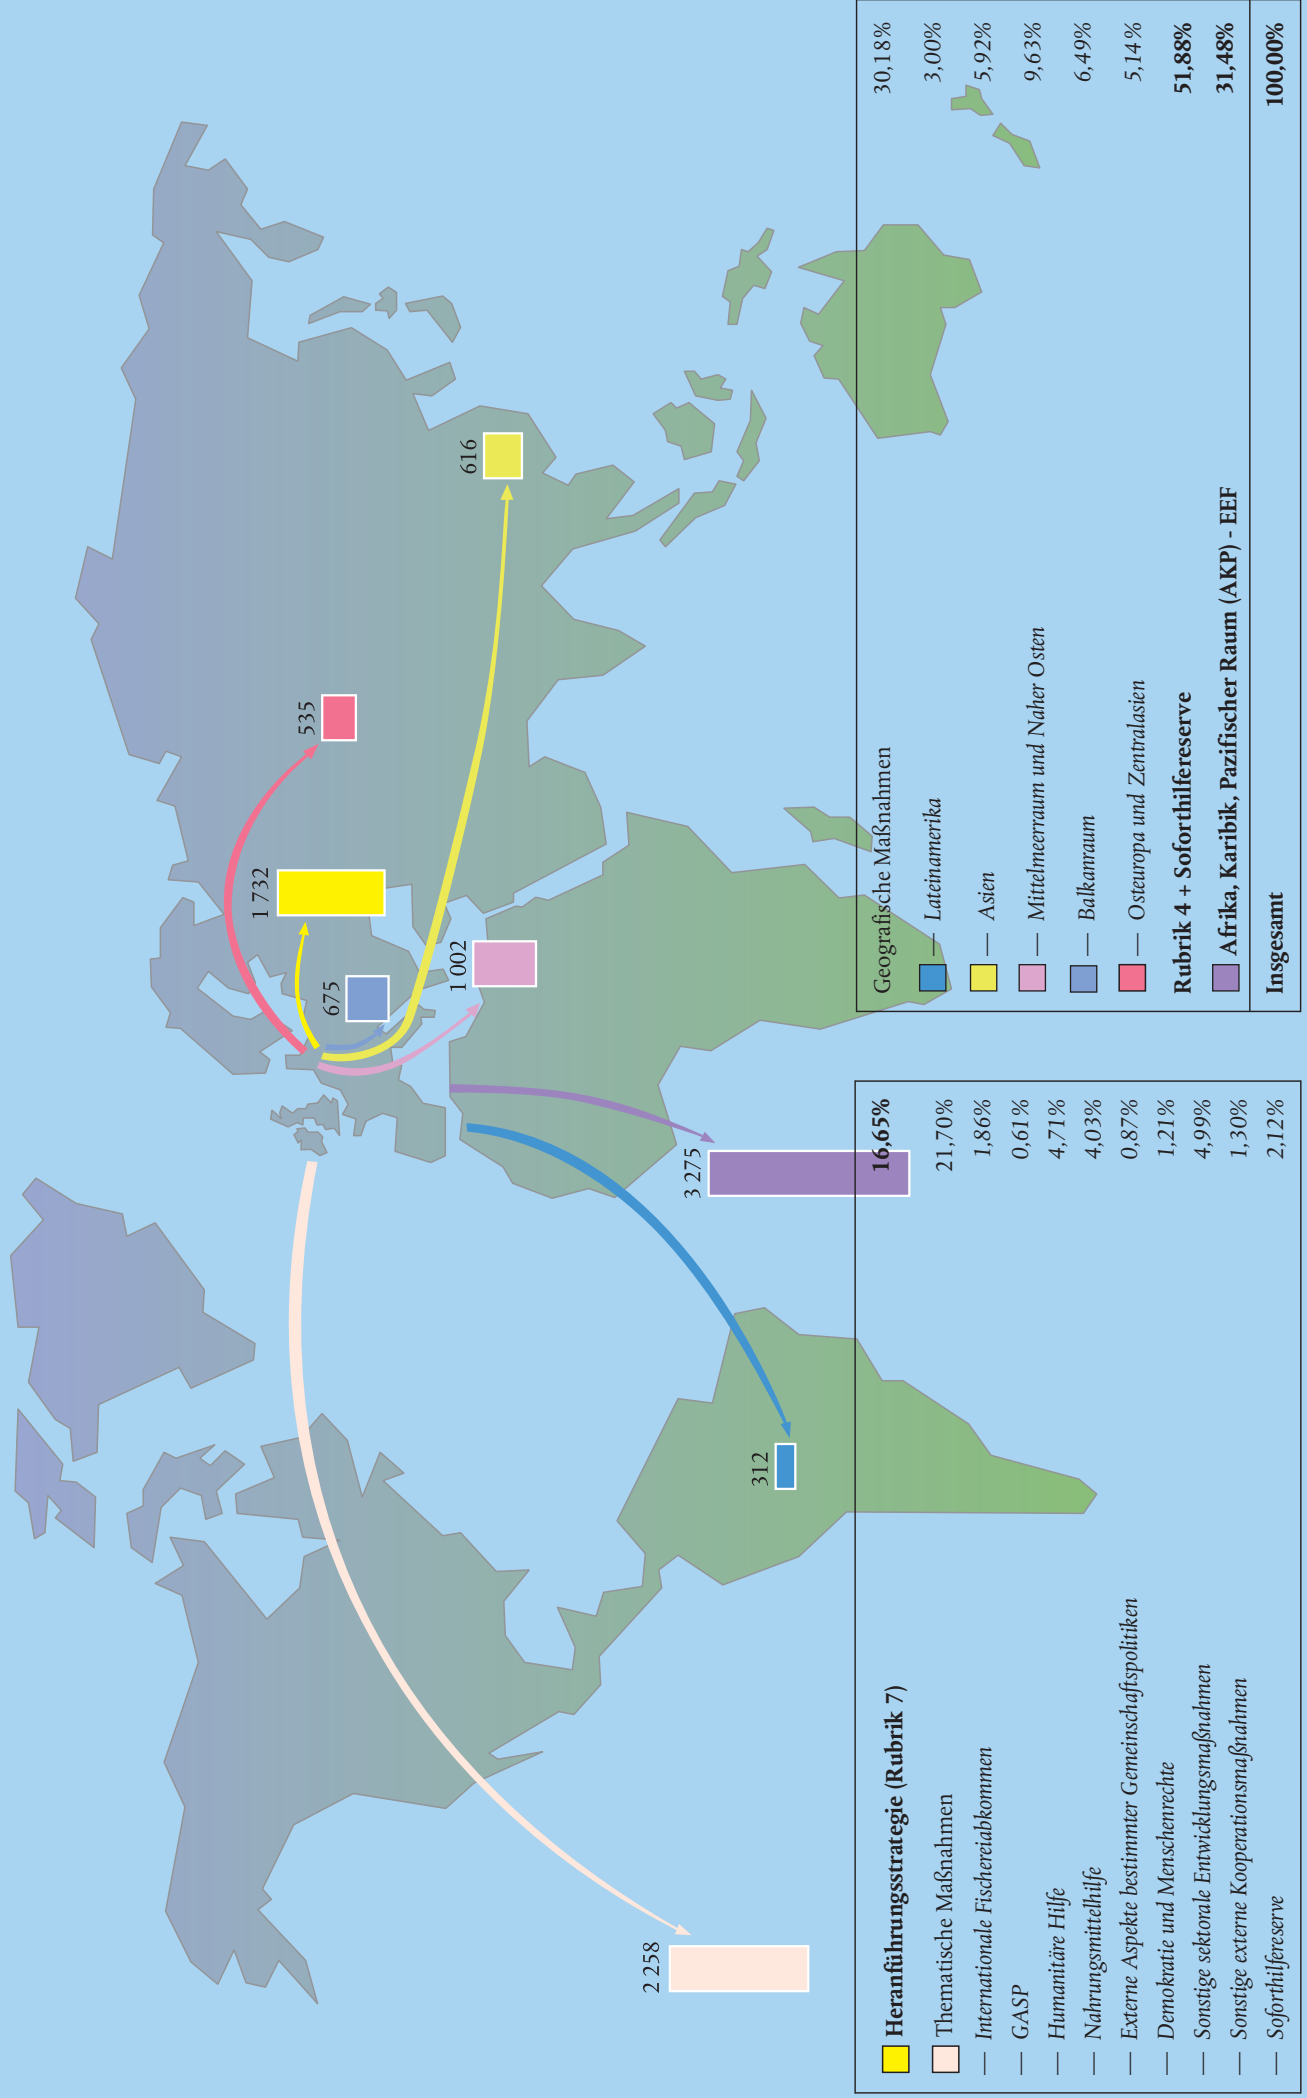 535
1 732
675
616
1 002
3 275
312
2 258
Heranführungsstrategie (Rubrik 7) 16,65%
Thematische Maßnahmen 21,70%
— Internationale Fischereiabkommen 1,86%
— GASP 0,61%
— Humanitäre Hilfe 4,71%
— Nahrungsmittelhilfe 4,03%
— Externe Aspekte bestimmter Gemeinschaftspolitiken 0,87%
— Demokratie und Menschenrechte 1,21%
— Sonstige sektorale Entwicklungsmaßnahmen 4,99%
— Sonstige externe Kooperationsmaßnahmen 1,30%
— Soforthilfereserve 2,12%
Geografische Maßnahmen 30,18%
— Lateinamerika 3,00%
— Asien 5,92%
— Mittelmeerraum und Naher Osten 9,63%
— Balkanraum 6,49%
— Osteuropa und Zentralasien 5,14%
Rubrik 4 + Soforthilfereserve 51,88%
Afrika, Karibik, Pazifischer Raum (AKP) - EEF 31,48%
Insgesamt 100,00%